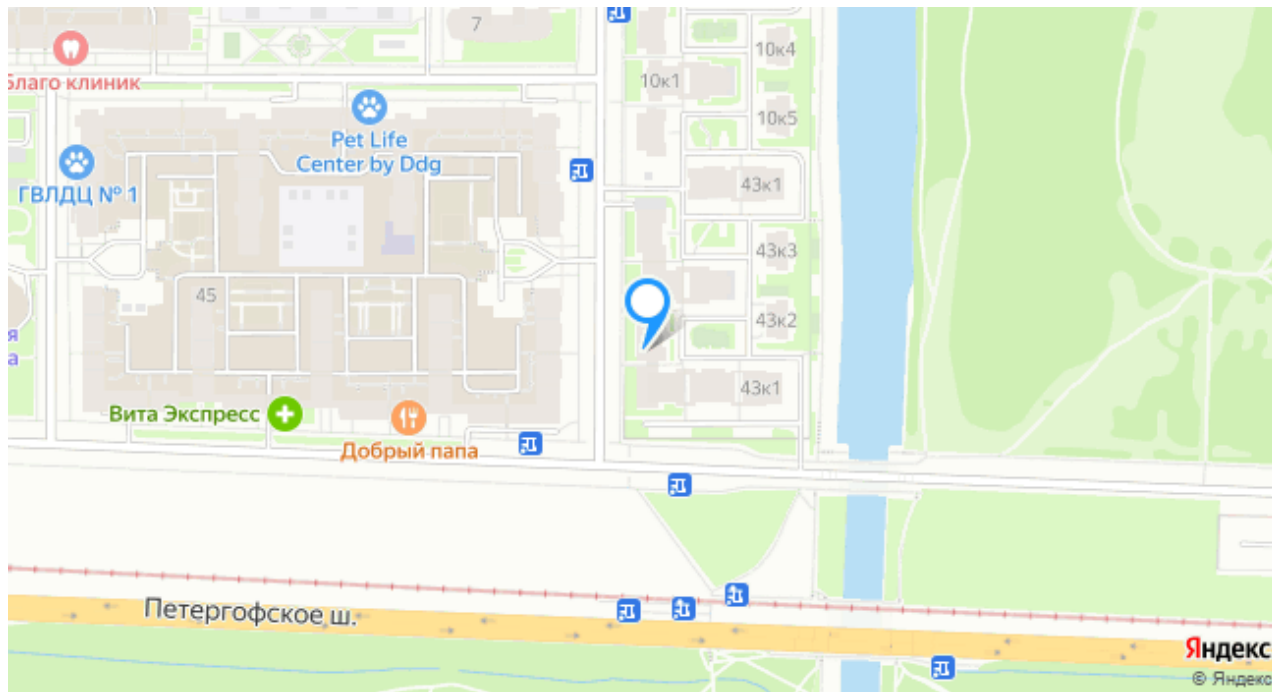 7
10к4
Благо клиник
10к1
10к5
Pet Life
Center by Ddg
ГВЛДЦ № 1
43к1
43к3
45
43к2
я
а
43к1
Вита Экспресс
Добрый папа
Петергофское ш.
Яндекс
© Яндекс